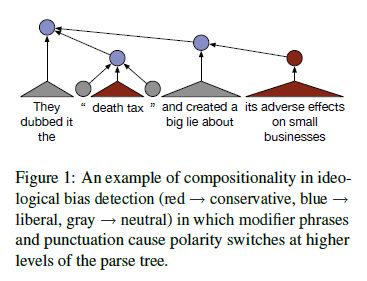 They dubbed it the
“ death tax ”
and created a big lie about
its adverse effects on small businesses
Figure 1: An example of compositionality in ideo-
logical bias detection (red → conservative, blue →
liberal, gray → neutral) in which modifier phrases
and punctuation cause polarity switches at higher
levels of the parse tree.